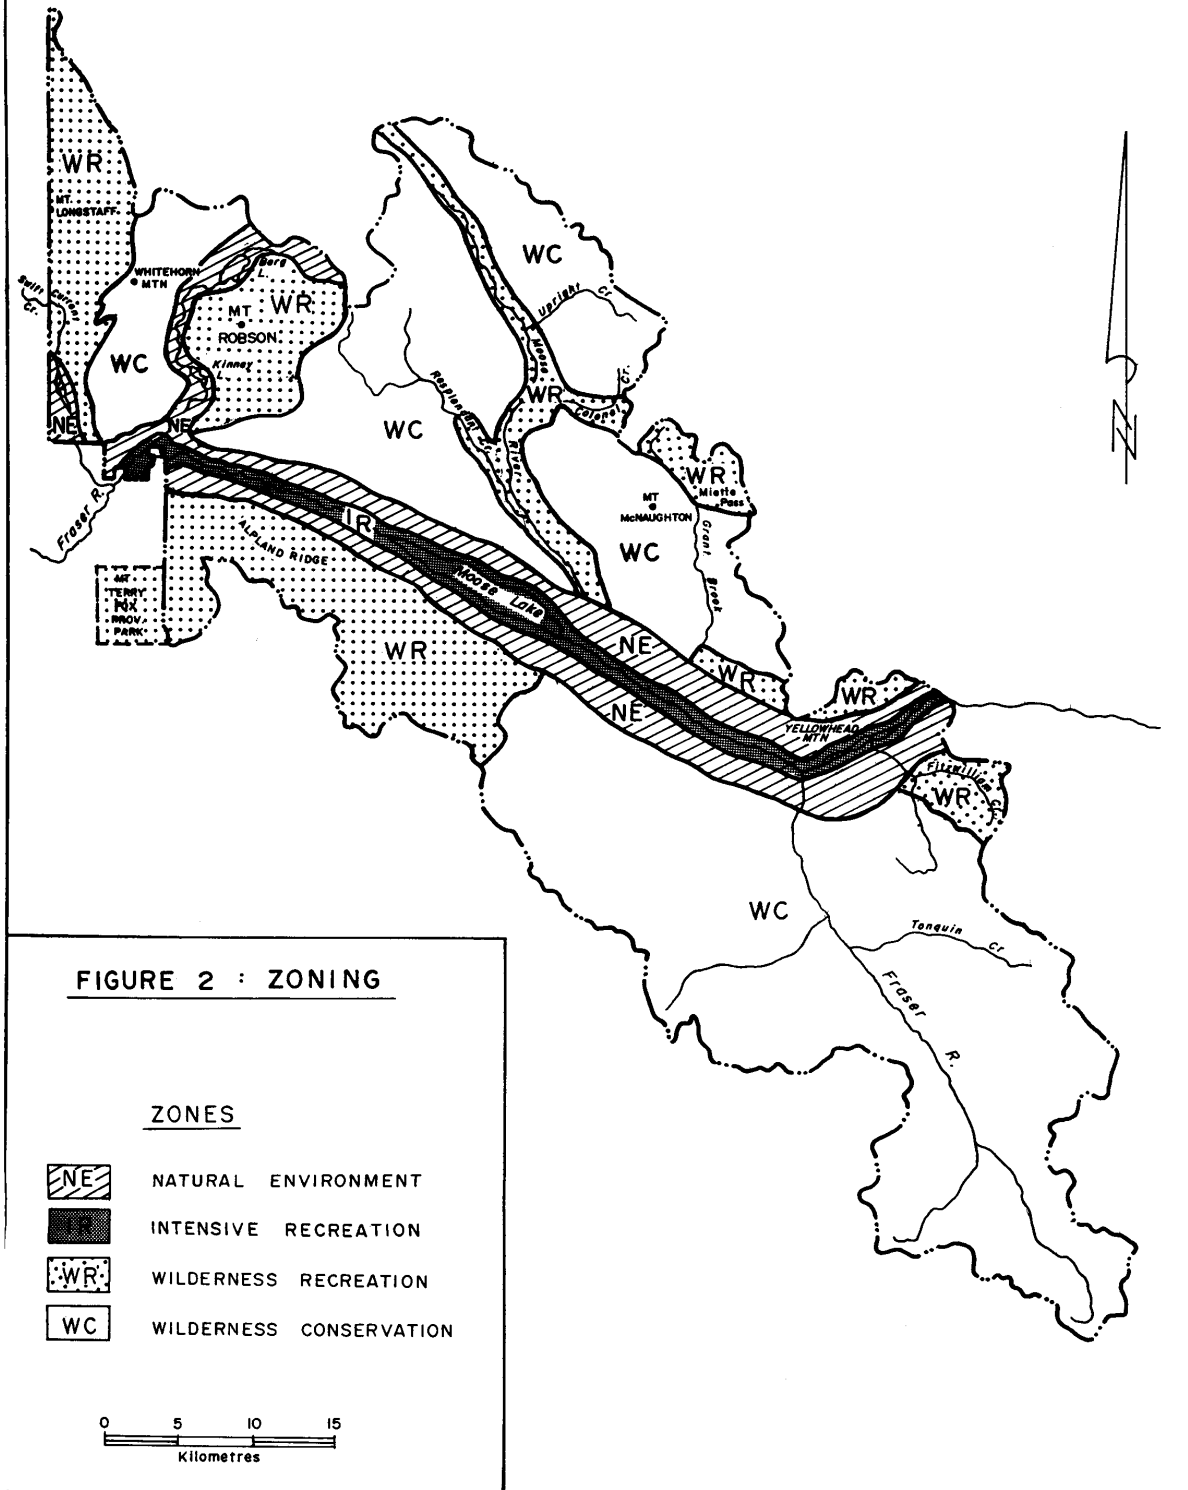 WR
MT.
LONGSTAFF
WC
WHITEHORN
MTN
Berg
L.
WR
MT
ROBSON
Swift Current
Cr.
Upright Cr
WC
Kinney
L.
Moose
Resplendent
Cr.
WR
Colonel
NE
NE
WC
River
WR
Miette
Pass
MT
McNAUGHTON
Fraser R.
IR
Grant
WC
ALPLAND RIDGE
MT
TERRY
FOX
PROV.
PARK
Moose Lake
Brook
NE
WR
WR
WR
NE
YELLOWHEAD
MTN
Fitzwilliam
WR
Cr.
WC
Tonquin Cr
Fraser
R.
FIGURE 2 : ZONING
ZONES
NE NATURAL ENVIRONMENT
IR INTENSIVE RECREATION
WR WILDERNESS RECREATION
WC WILDERNESS CONSERVATION
0 5 10 15
Kilometres
N